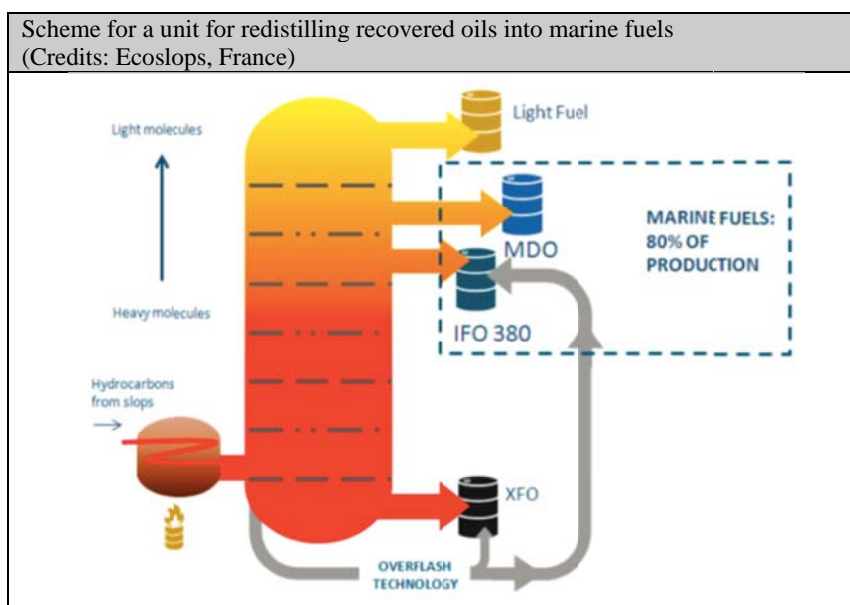 Scheme for a unit for redistilling recovered oils into marine fuels
(Credits: Ecoslops, France)
Light molecules
Light Fuel
MARINE FUELS:
80% OF
PRODUCTION
MDO
Heavy molecules
IFO 380
Hydrocarbons
from slops
XFO
OVERFLASH
TECHNOLOGY